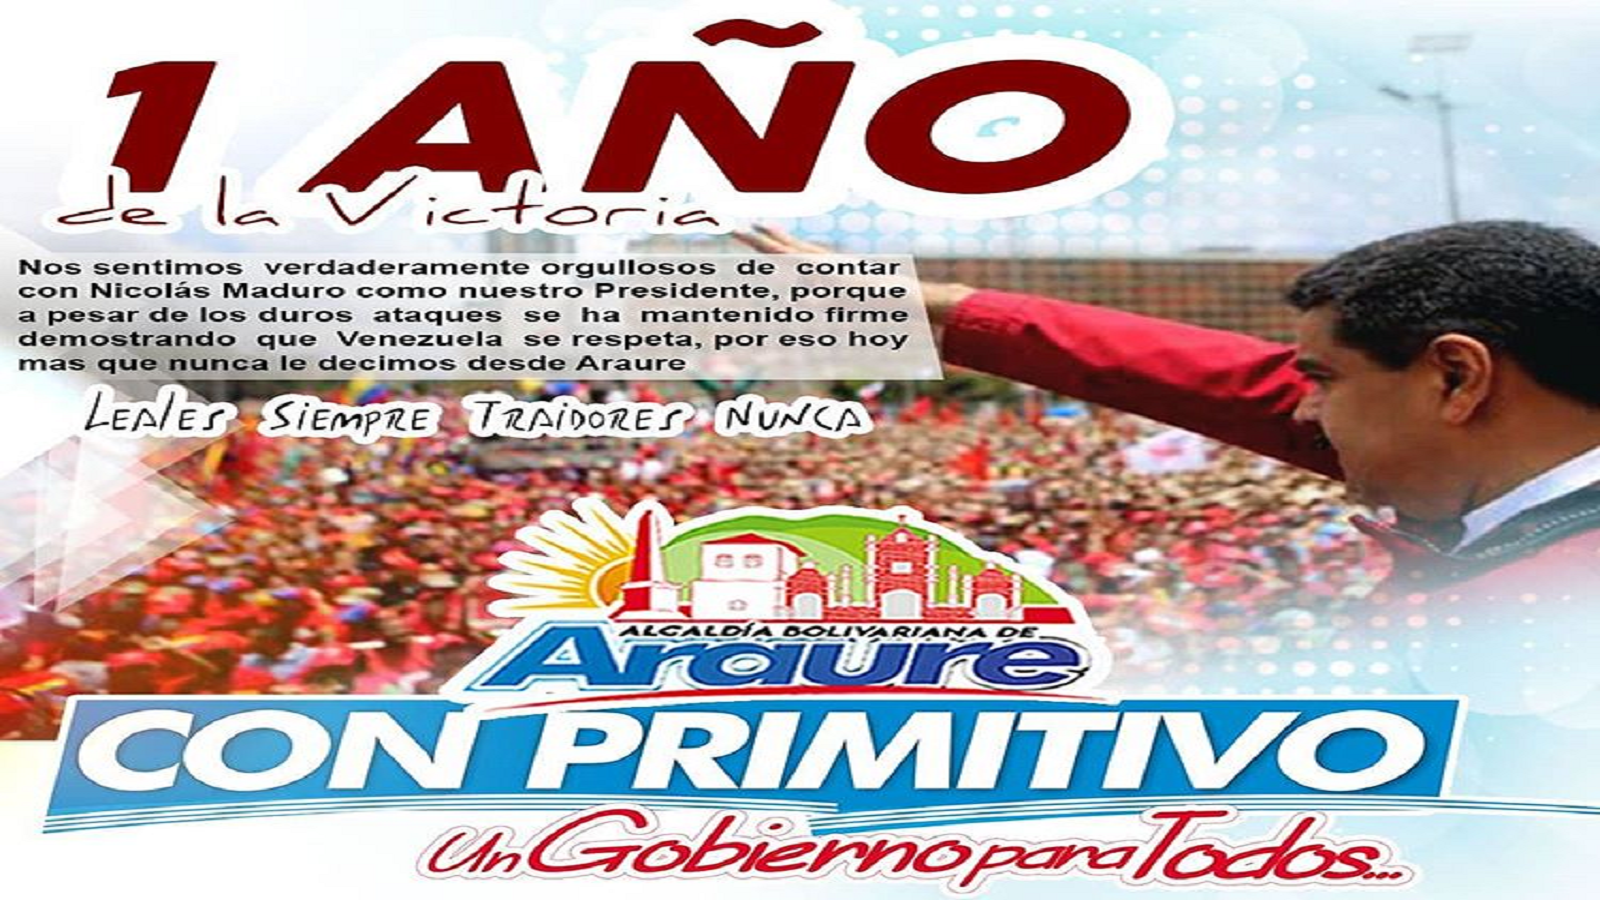 1 AÑO
de la Victoria
Nos sentimos verdaderamente orgullosos de contar
con Nicolás Maduro como nuestro Presidente, porque
a pesar de los duros ataques se ha mantenido firme
demostrando que Venezuela se respeta, por eso hoy
mas que nunca le decimos desde Araure
LEALES SIEMPRE TRAIDORES NUNCA
ALCALDÍA BOLIVARIANA DE
Araure
CON PRIMITIVO
Un Gobierno para Todos...